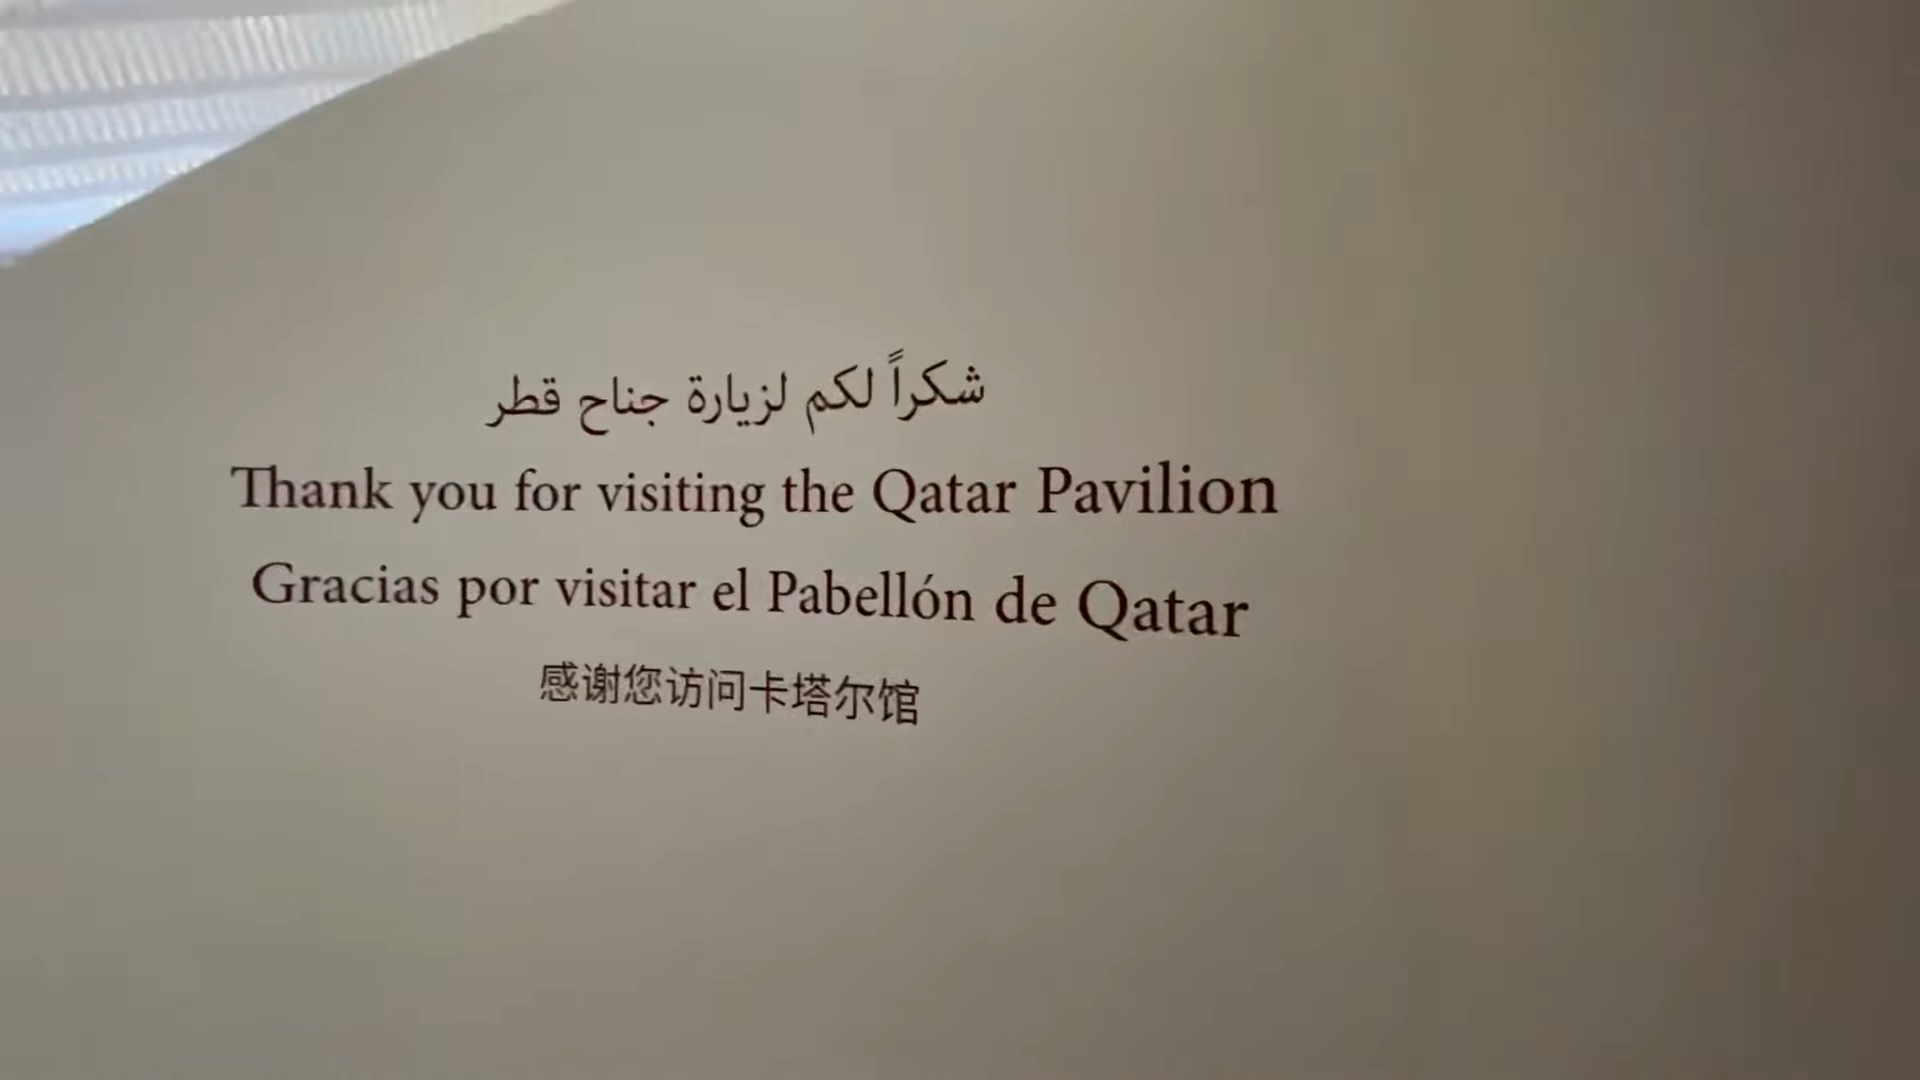 شكراً لكم لزيارة جناح قطر
Thank you for visiting the Qatar Pavilion
Gracias por visitar el Pabellón de Qatar
感谢您访问卡塔尔馆